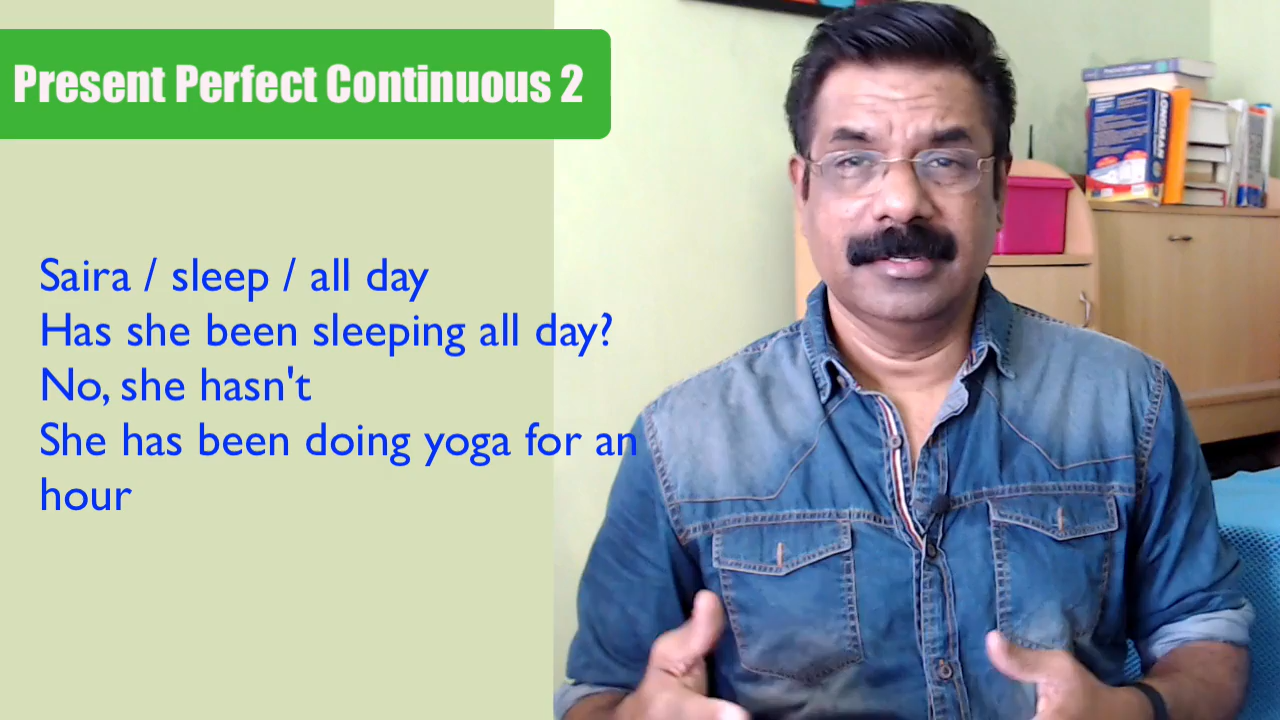 Present Perfect Continuous 2
Saira / sleep / all day
Has she been sleeping all day?
No, she hasn't
She has been doing yoga for an
hour
LONGMAN